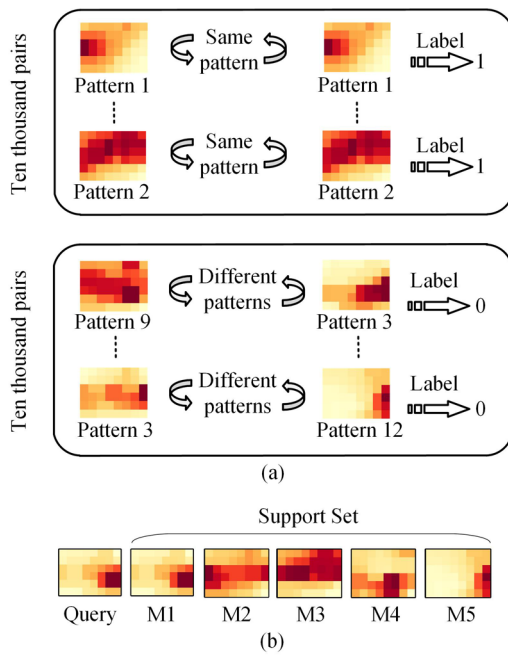 Ten thousand pairs
Same
pattern
Label
1
Pattern 1
Pattern 1
Same
pattern
Label
1
Pattern 2
Pattern 2
Ten thousand pairs
Different
patterns
Label
0
Pattern 9
Pattern 3
Different
patterns
Label
0
Pattern 3
Pattern 12
(a)
Support Set
Query M1 M2 M3 M4 M5
(b)